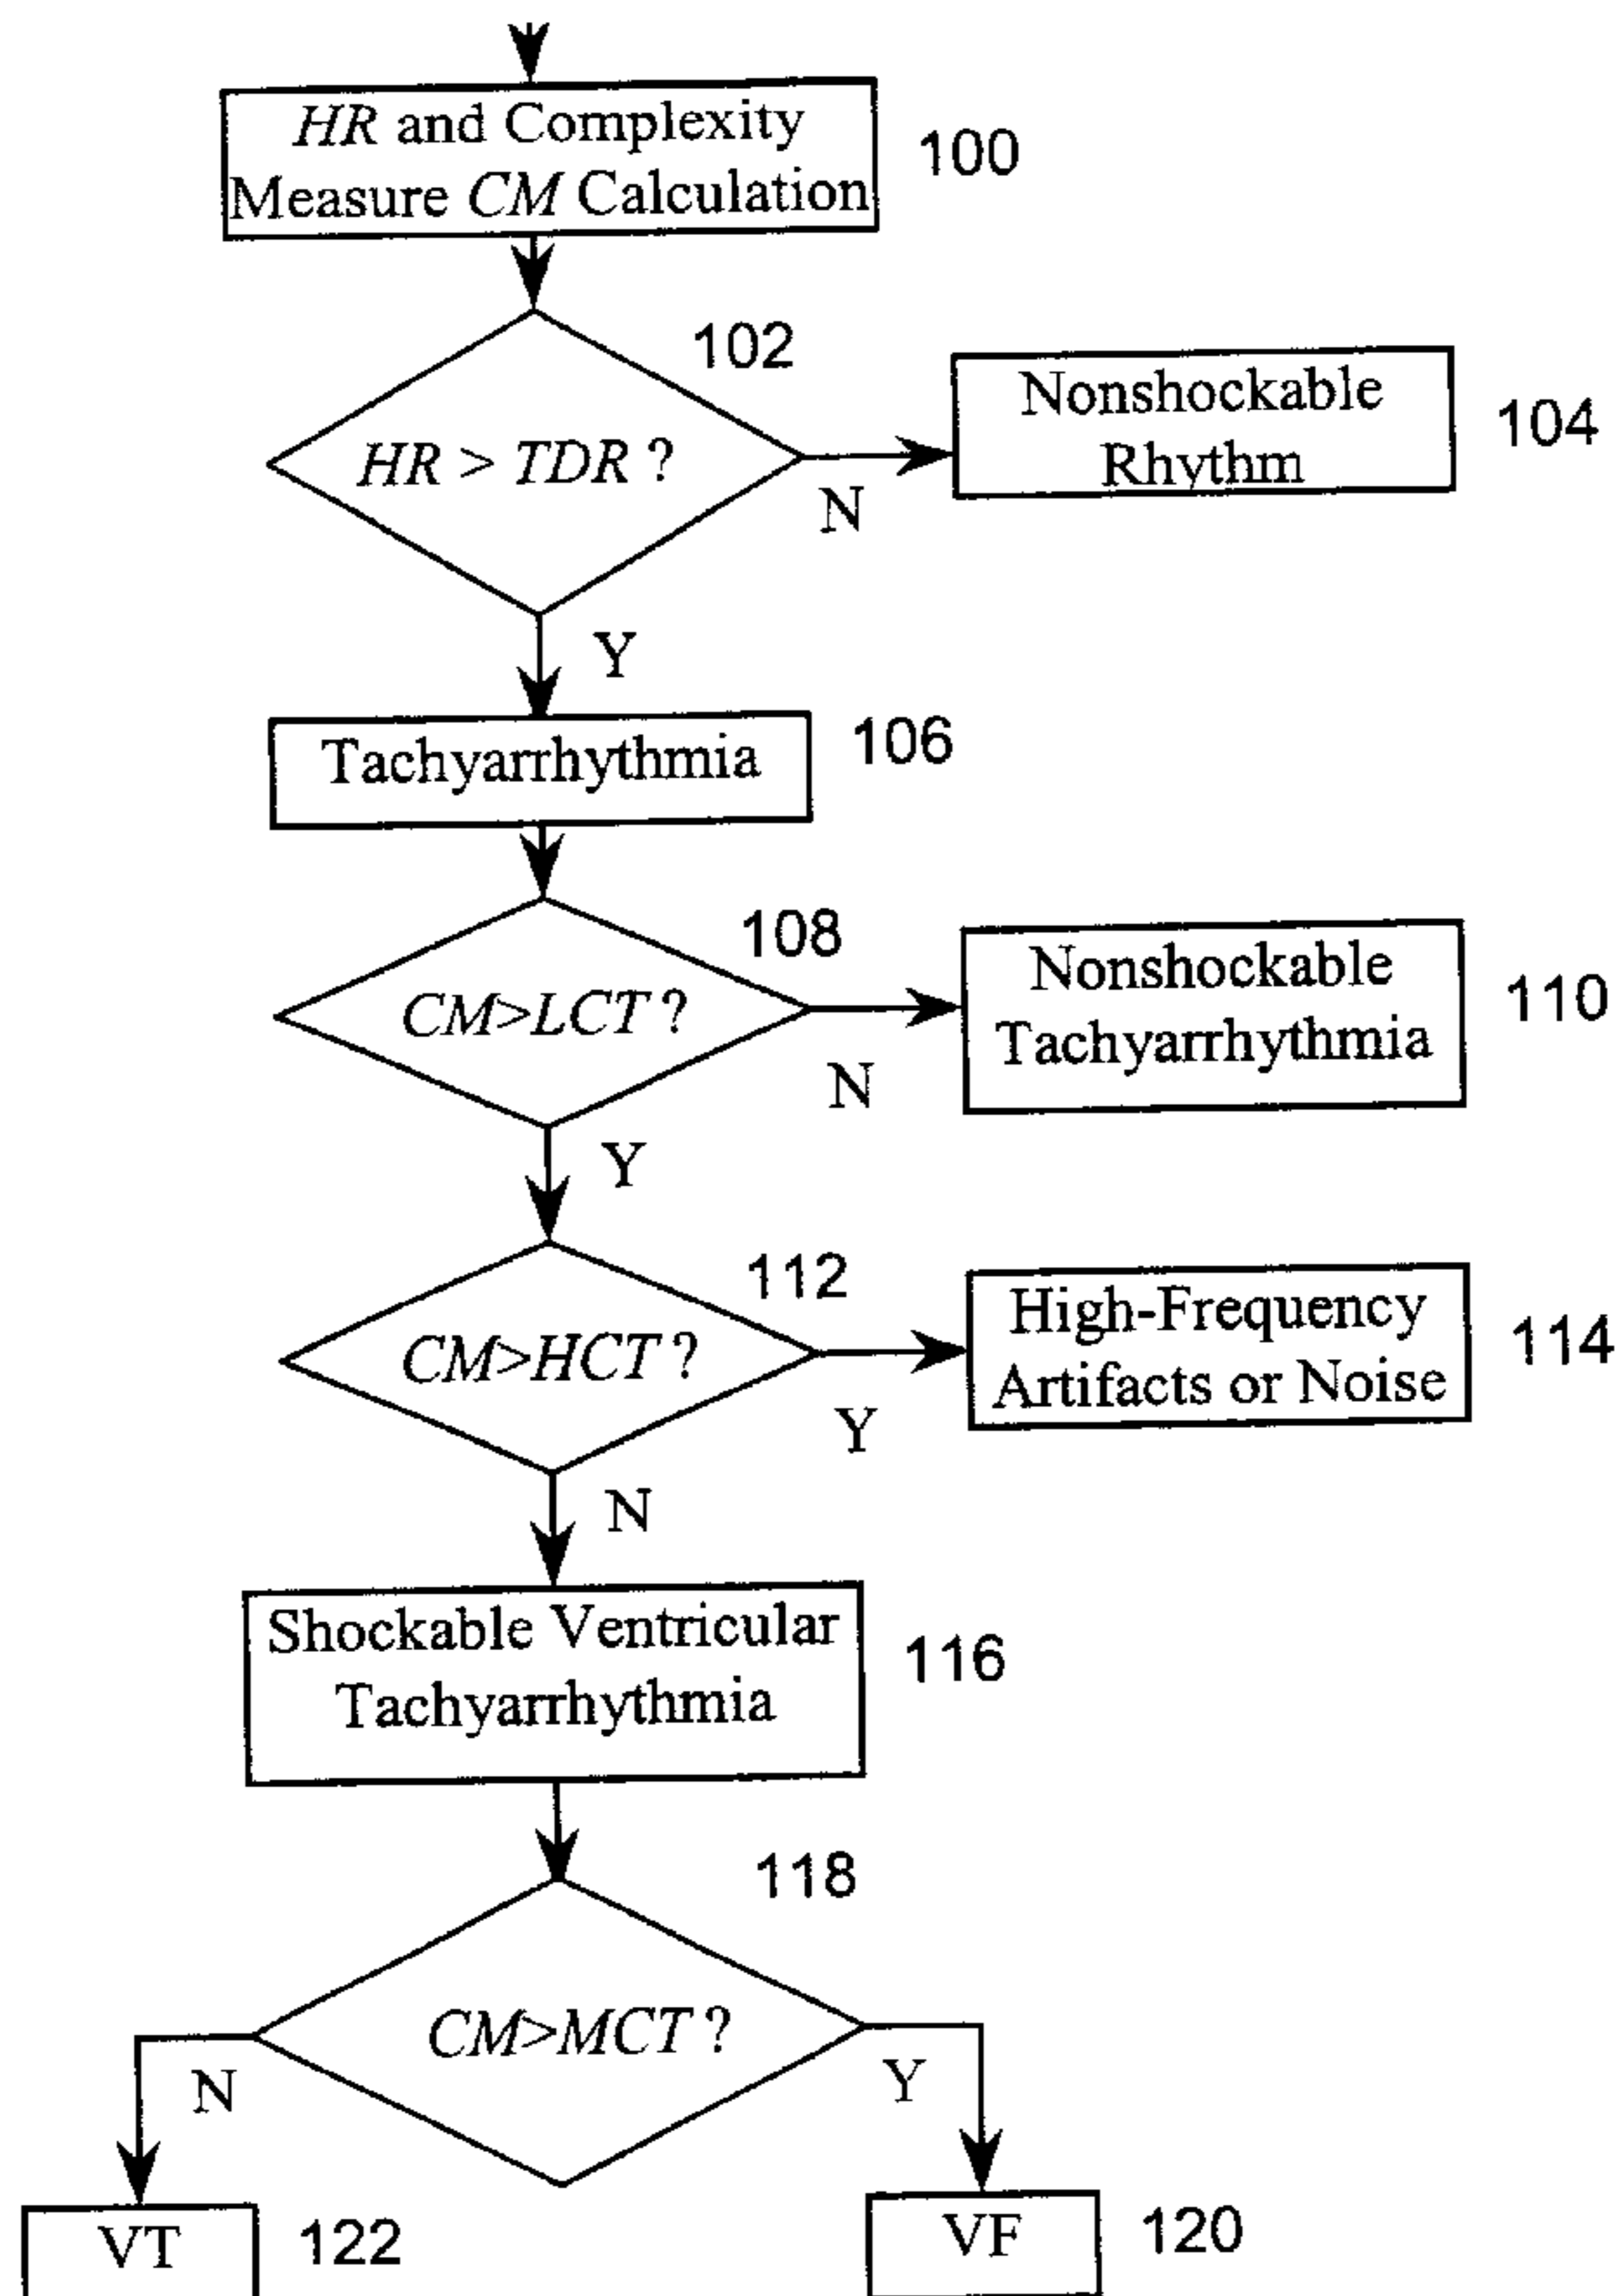 HR and Complexity
Measure CM Calculation
100
102
HR > TDR ?
N
Nonshockable
Rhythm
104
Y
Tachyarrhythmia
106
108
CM>LCT ?
N
Nonshockable
Tachyarrhythmia
110
Y
112
CM>HCT ?
Y
High-Frequency
Artifacts or Noise
114
N
Shockable Ventricular
Tachyarrhythmia
116
118
CM>MCT ?
N
Y
VT
122
VF
120